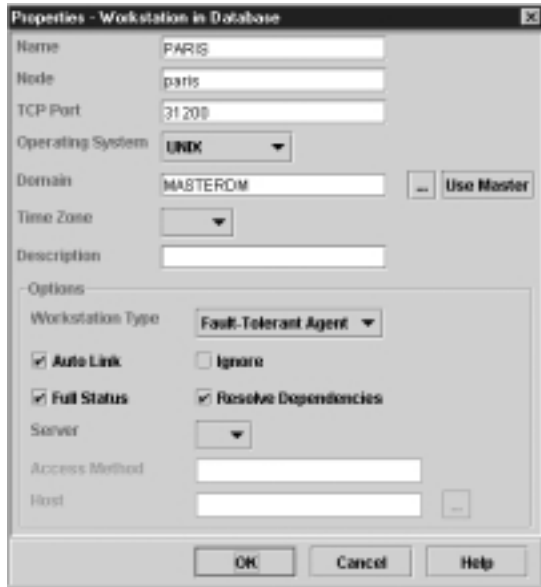 Properties - Workstation in Database
Name PARIS
Node paris
TCP Port 31200
Operating System UNIX
Domain MASTERDM ... Use Master
Time Zone
Description
Options
Workstation Type Fault-Tolerant Agent
Auto Link Ignore
Full Status Resolve Dependencies
Server
Access Method
Host ...
OK Cancel Help